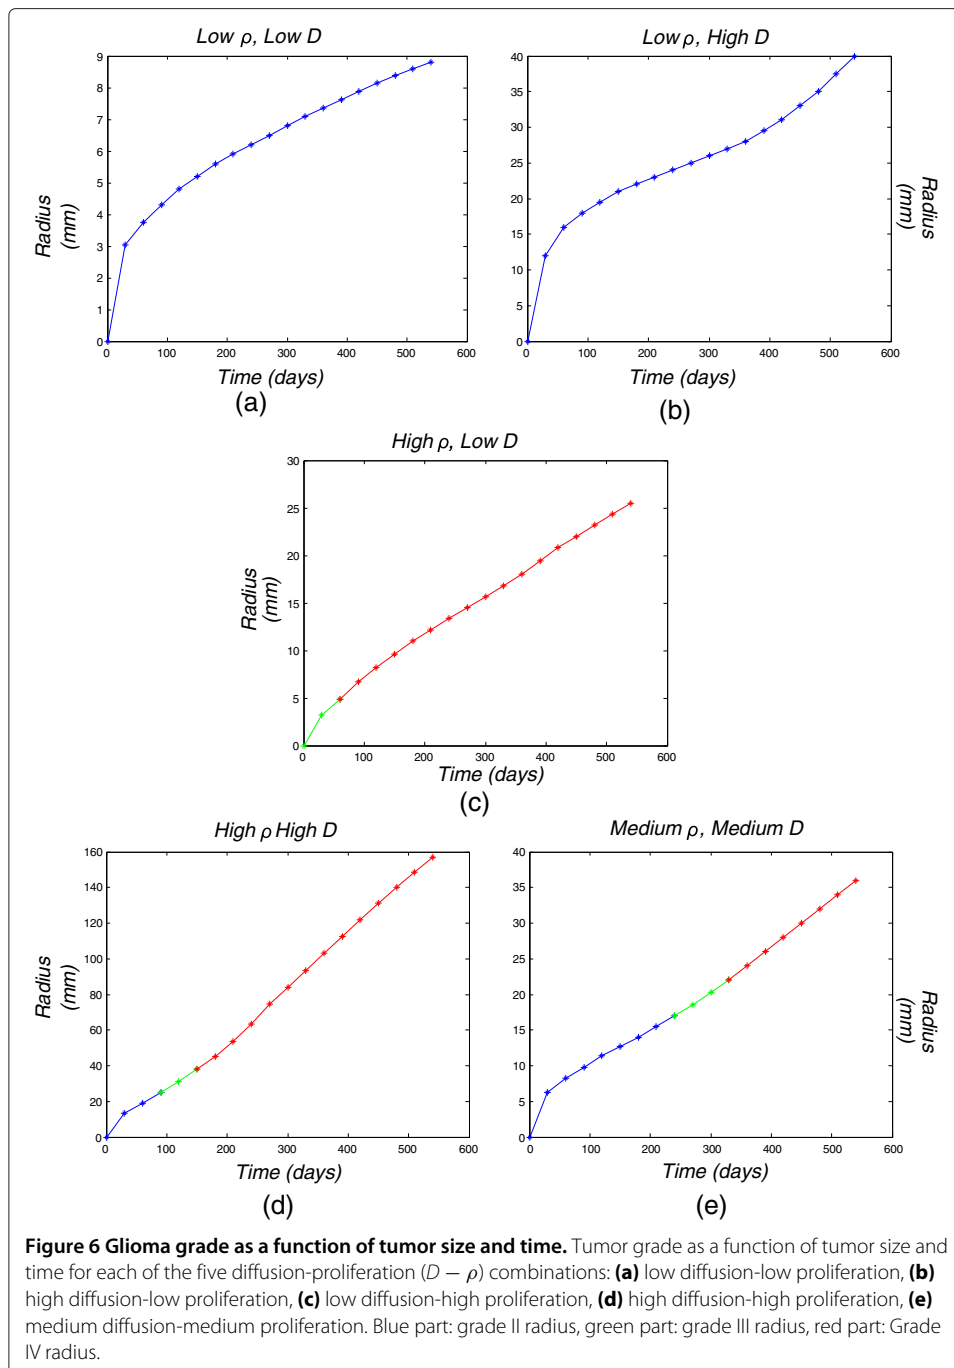 Low ρ, Low D
9
8
7
6
5
4
3
2
1
0
0 100 200 300 400 500 600
Radius
(mm)
Time (days)
(a)
Low ρ, High D
40
35
30
25
20
15
10
5
0
0 100 200 300 400 500 600
Radius
(mm)
Time (days)
(b)
High ρ, Low D
30
25
20
15
10
5
0
0 100 200 300 400 500 600
Radius
(mm)
Time (days)
(c)
High ρ High D
160
140
120
100
80
60
40
20
0
0 100 200 300 400 500 600
Radius
(mm)
Time (days)
(d)
Medium ρ, Medium D
40
35
30
25
20
15
10
5
0
0 100 200 300 400 500 600
Radius
(mm)
Time (days)
(e)
Figure 6 Glioma grade as a function of tumor size and time. Tumor grade as a function of tumor size and
time for each of the five diffusion-proliferation (D − ρ) combinations: (a) low diffusion-low proliferation, (b)
high diffusion-low proliferation, (c) low diffusion-high proliferation, (d) high diffusion-high proliferation, (e)
medium diffusion-medium proliferation. Blue part: grade II radius, green part: grade III radius, red part: Grade
IV radius.